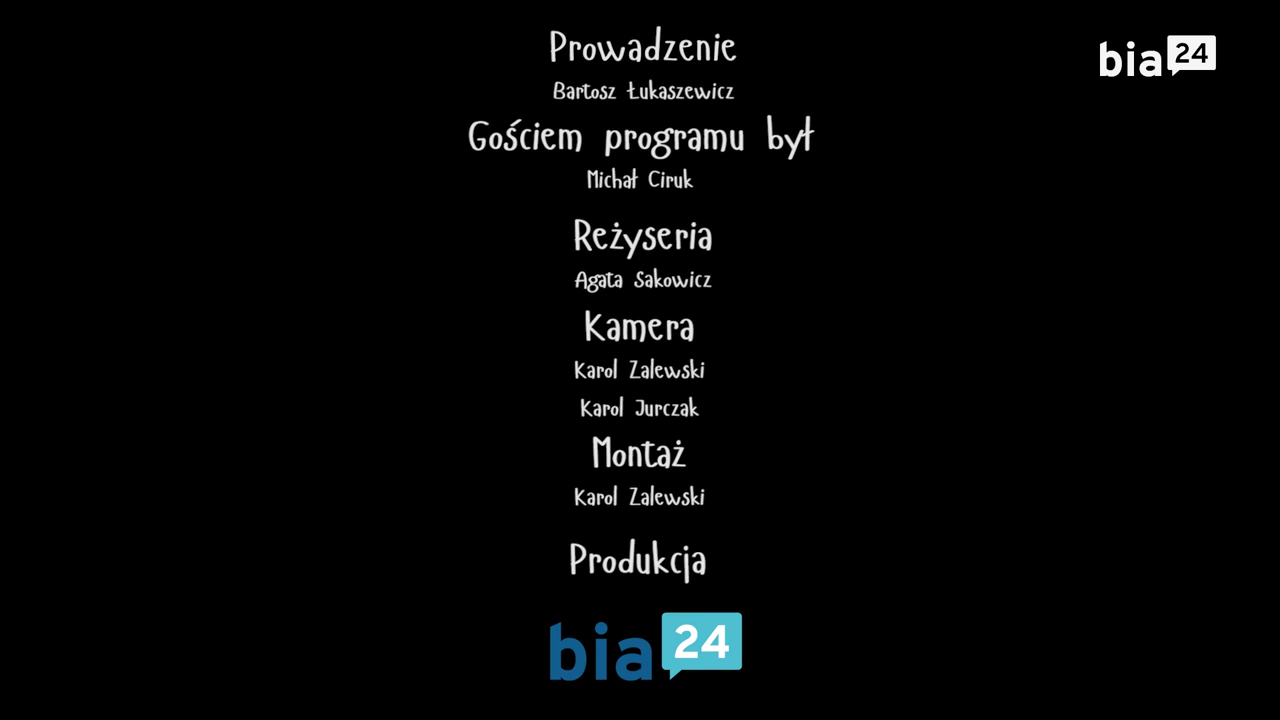 Prowadzenie
bia24
Bartosz Łukaszewicz
Gościem programu był
Michał Ciruk
Reżyseria
Agata Sakowicz
Kamera
Karol Zalewski
Karol Jurczak
Montaż
Karol Zalewski
Produkcja
bia24